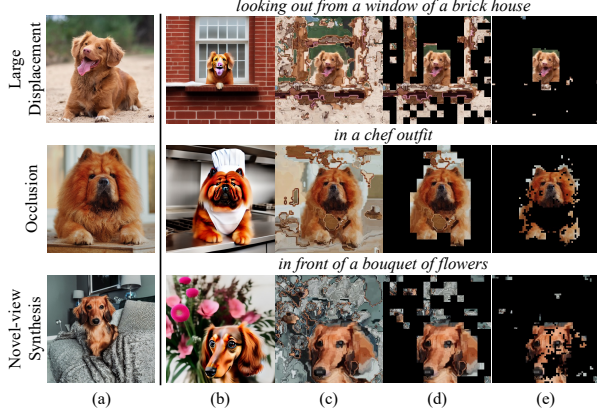 looking out from a window of a brick house
Large
Displacement
in a chef outfit
Occlusion
in front of a bouquet of flowers
Novel-view
Synthesis
(a) (b) (c) (d) (e)